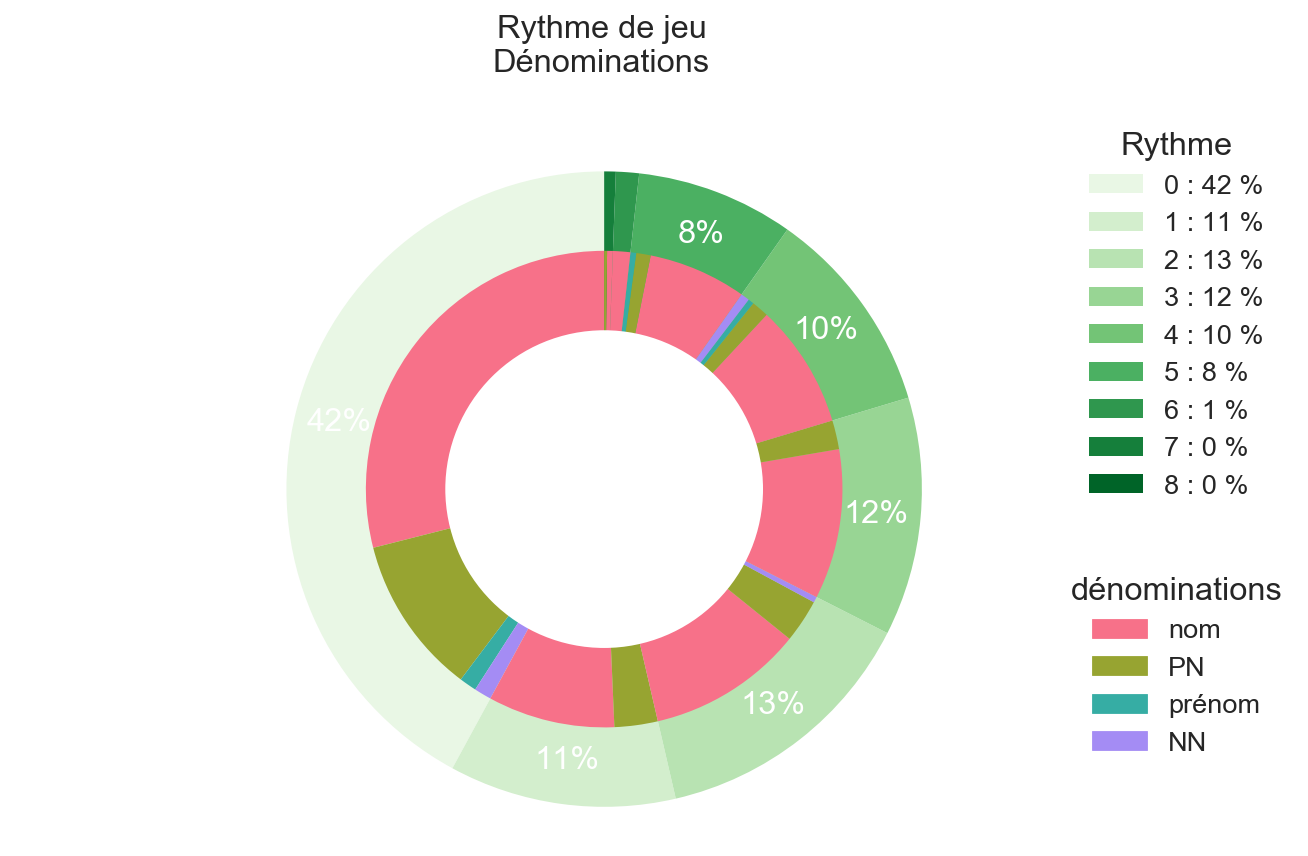 Rythme de jeu
Dénominations
8%
10%
42%
12%
13%
11%
Rythme
0 : 42 %
1 : 11 %
2 : 13 %
3 : 12 %
4 : 10 %
5 : 8 %
6 : 1 %
7 : 0 %
8 : 0 %
dénominations
nom
PN
prénom
NN